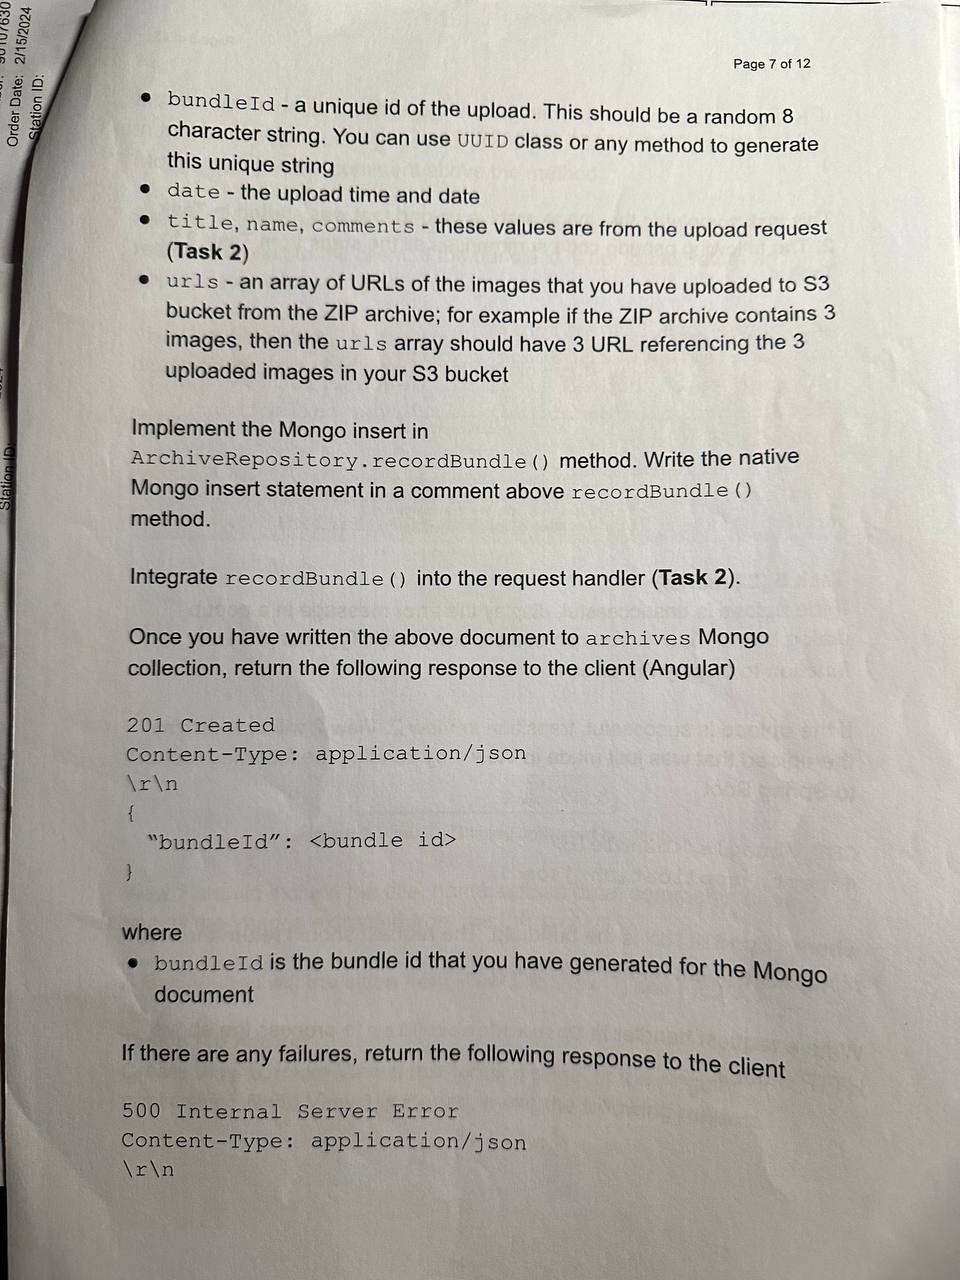 Order Date: 2/15/2024
Station ID:
Station ID:
Page 7 of 12
• bundleId - a unique id of the upload. This should be a random 8
character string. You can use UUID class or any method to generate
this unique string
• date - the upload time and date
• title, name, comments - these values are from the upload request
(Task 2)
• urls - an array of URLs of the images that you have uploaded to S3
bucket from the ZIP archive; for example if the ZIP archive contains 3
images, then the urls array should have 3 URL referencing the 3
uploaded images in your S3 bucket
Implement the Mongo insert in
ArchiveRepository.recordBundle() method. Write the native
Mongo insert statement in a comment above recordBundle()
method.
Integrate recordBundle() into the request handler (Task 2).
Once you have written the above document to archives Mongo
collection, return the following response to the client (Angular)
201 Created
Content-Type: application/json
\r\n
{
“bundleId”: <bundle id>
}
where
• bundleId is the bundle id that you have generated for the Mongo
document
If there are any failures, return the following response to the client
500 Internal Server Error
Content-Type: application/json
\r\n